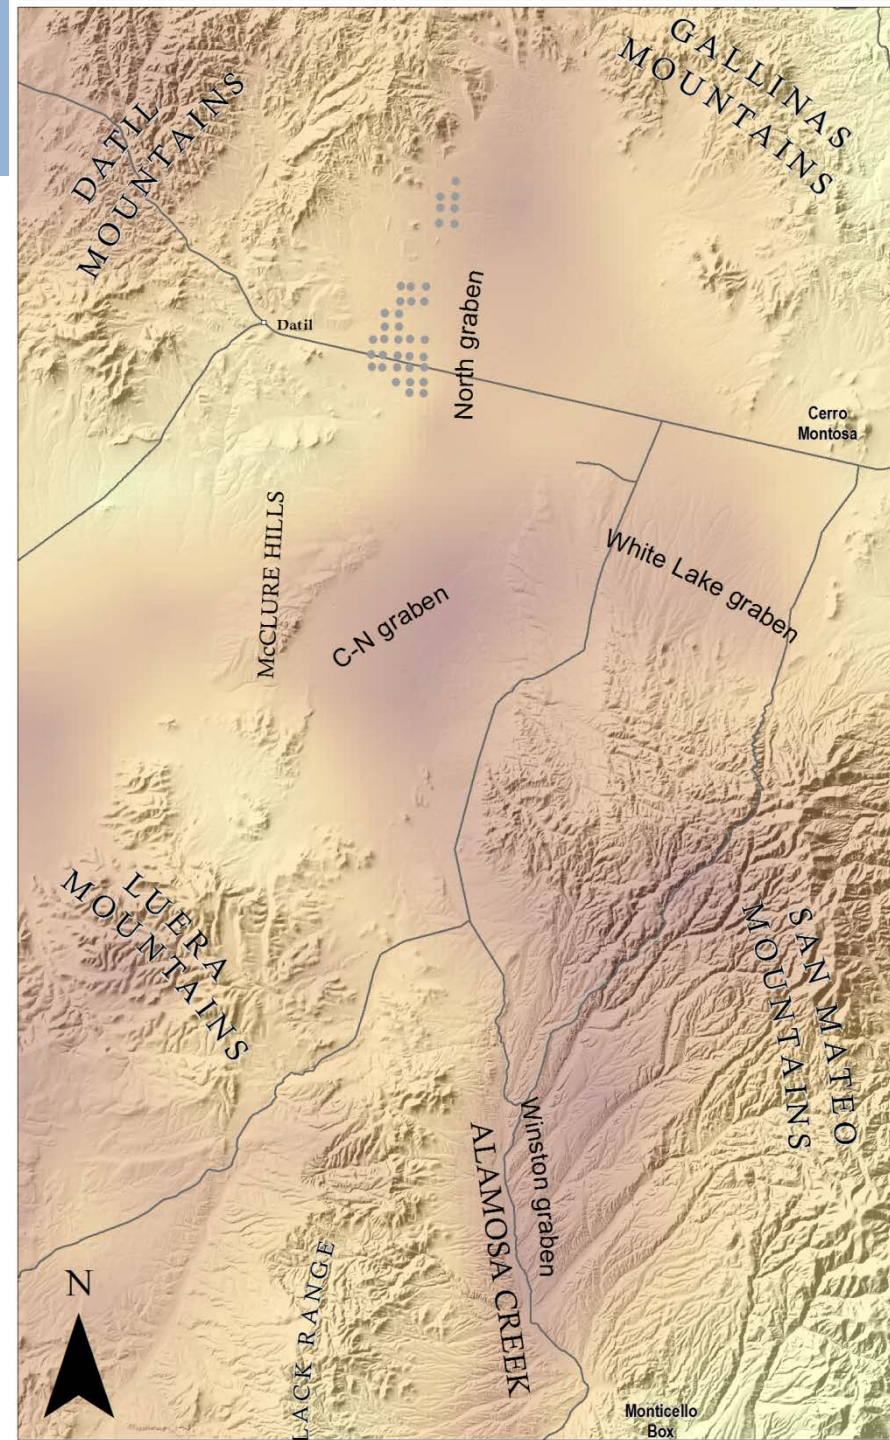 GALLINAS
MOUNTAINS
DATIL
MOUNTAINS
Datil
North graben
Cerro
Montosa
McCLURE HILLS
C-N graben
White Lake graben
LUERA
MOUNTAINS
SAN MATEO
MOUNTAINS
Winston graben
ALAMOSA CREEK
LACK RANGE
N
Monticello
Box